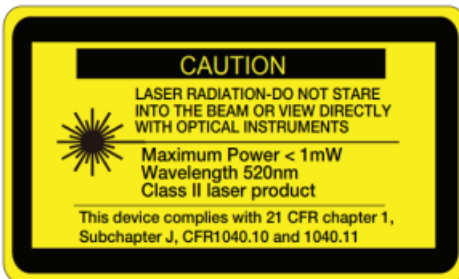 CAUTION
LASER RADIATION-DO NOT STARE
INTO THE BEAM OR VIEW DIRECTLY
WITH OPTICAL INSTRUMENTS
Maximum Power < 1mW
Wavelength 520nm
Class II laser product
This device complies with 21 CFR chapter 1,
Subchapter J, CFR1040.10 and 1040.11